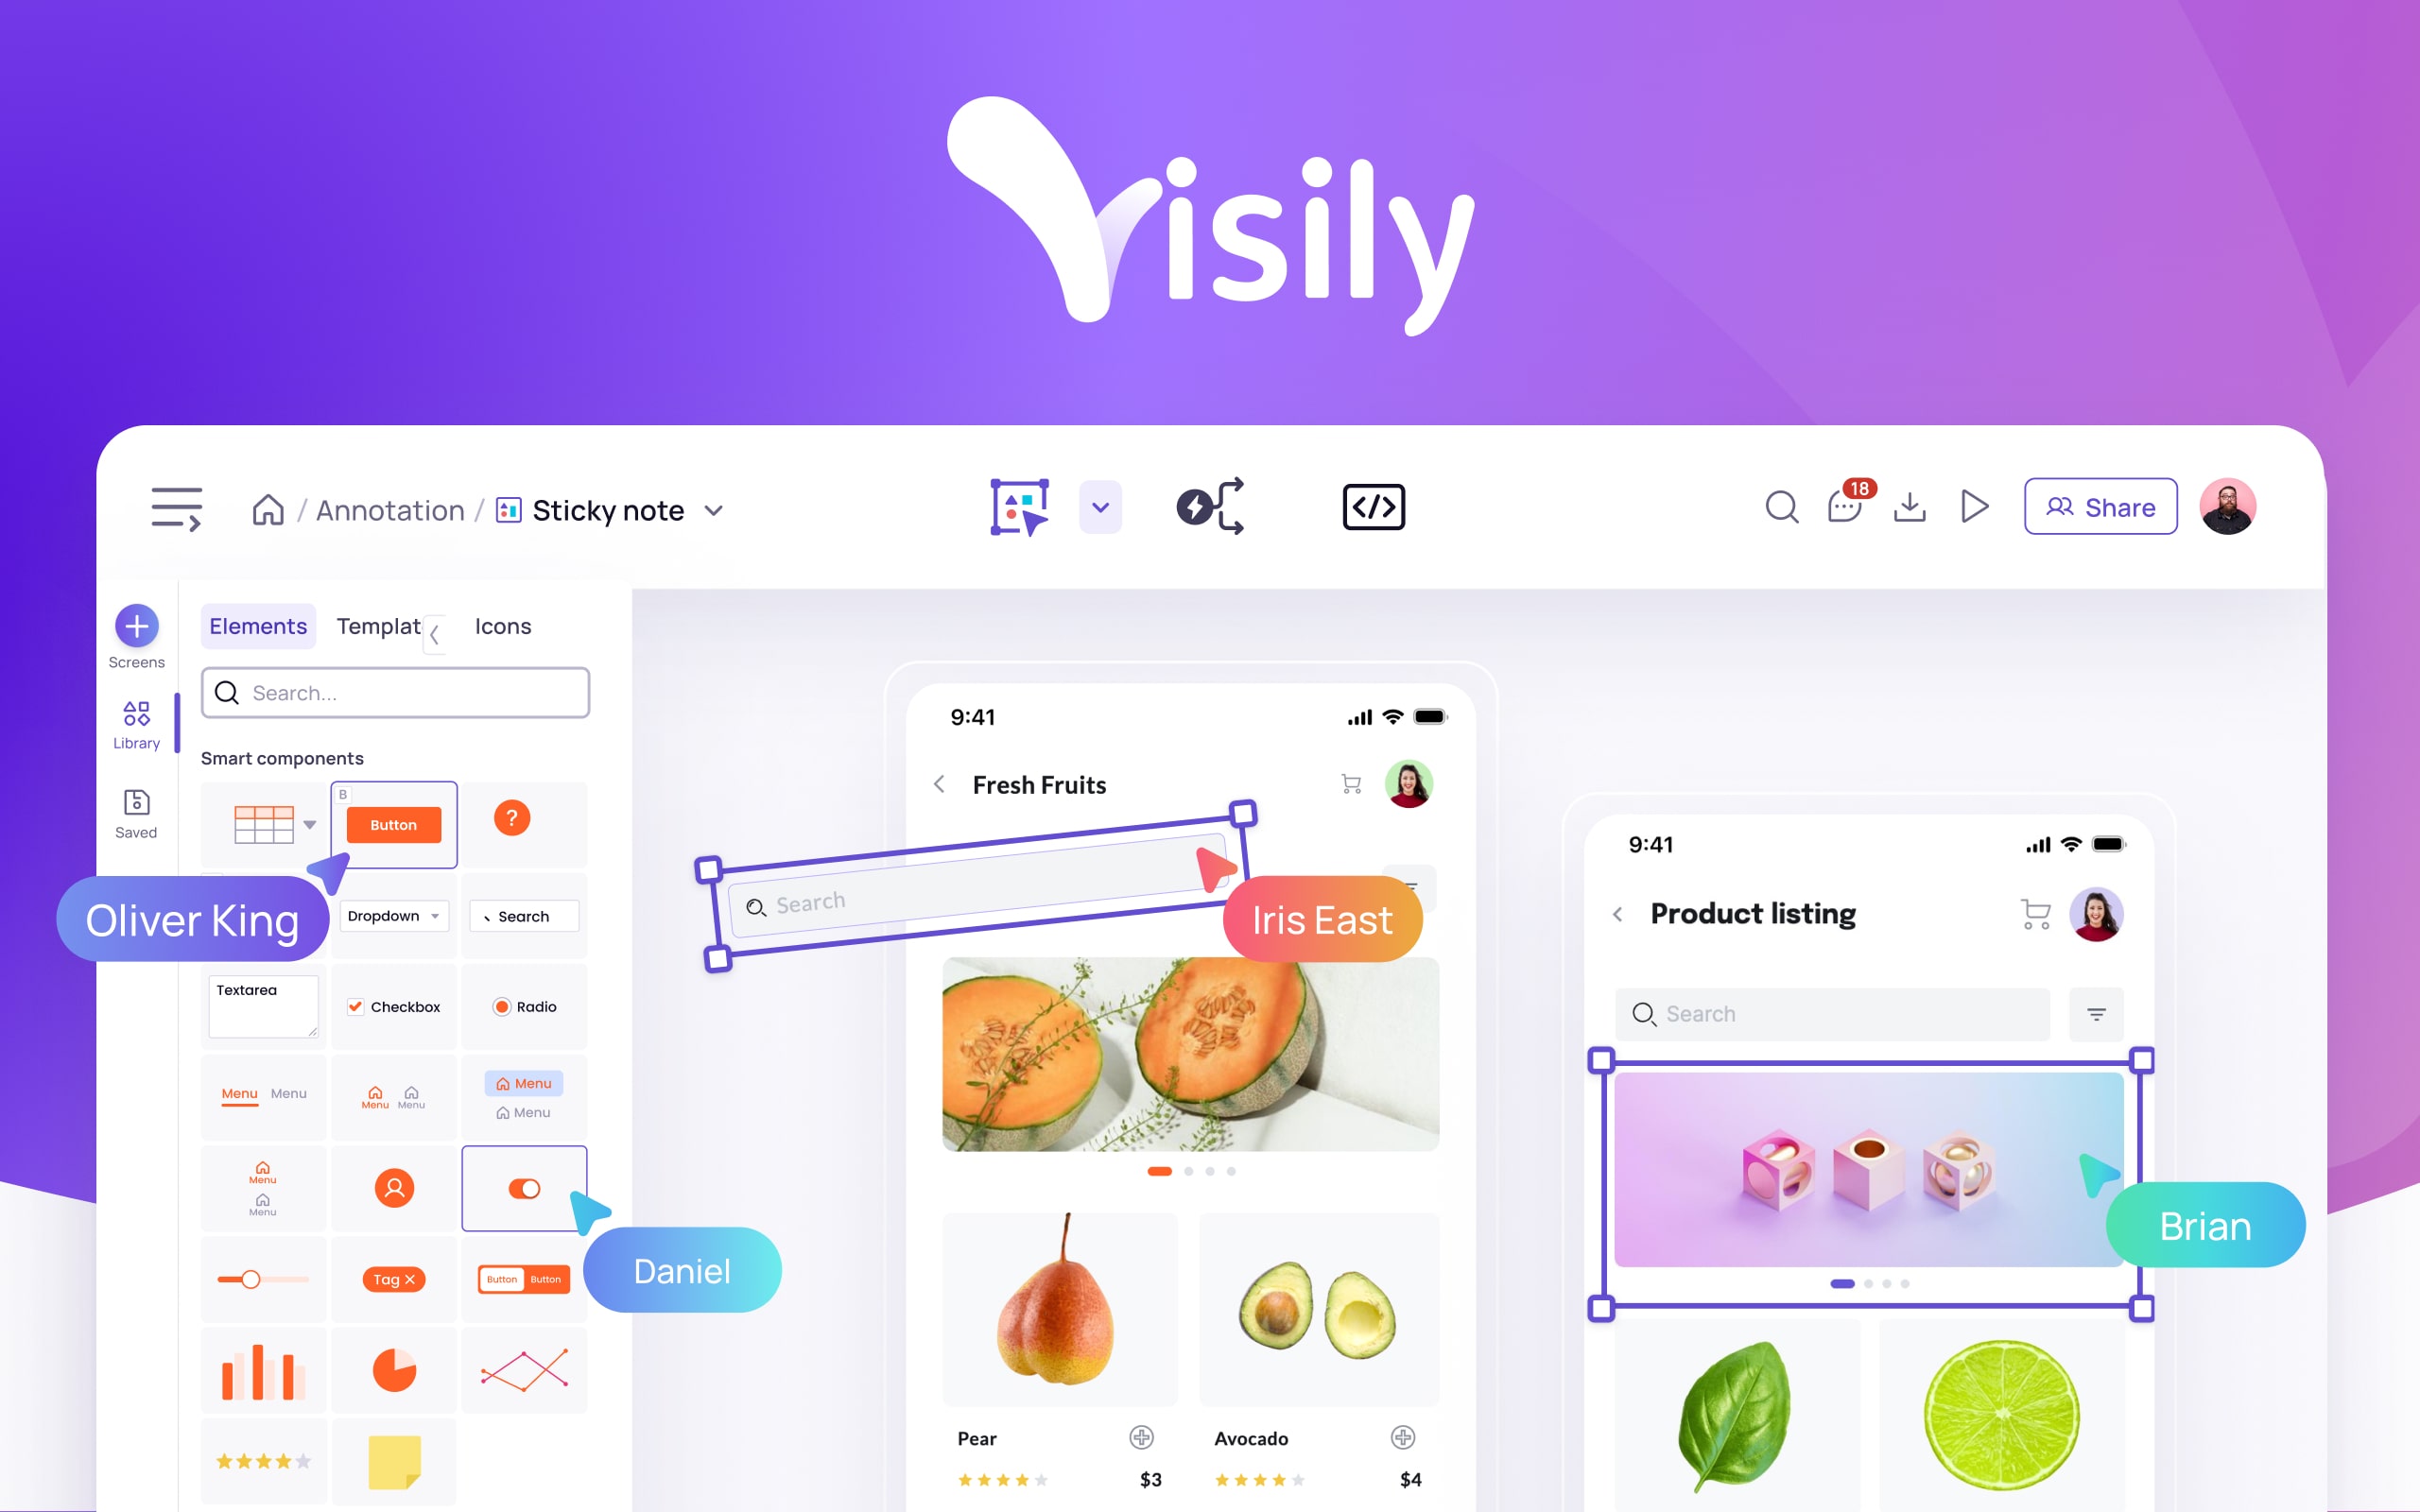 Visily
Annotation / Sticky note
18
Share
Screens
Library
Saved
Elements
Templat
Icons
Search...
Smart components
B
Button
?
Oliver King
Dropdown
Search
Textarea
Checkbox
Radio
Menu Menu
Menu Menu
Menu
Menu
Menu
Menu
Tag
Button Button
Daniel
9:41
Fresh Fruits
Search
Iris East
Pear
$3
Avocado
$4
9:41
Product listing
Search
Brian